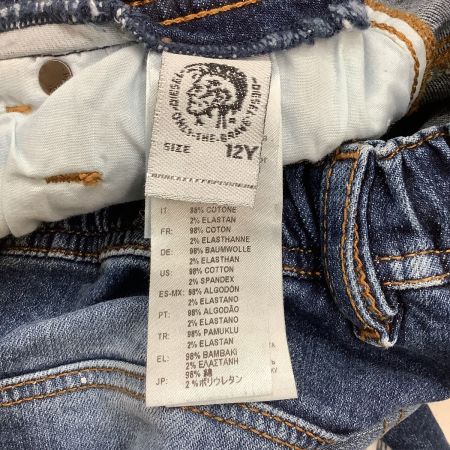 DIESEL
DIESEL
ONLY-THE-BRAVE
SIZE 12Y
IT 98% COTONE
2% ELASTAN
FR: 98% COTON
2% ELASTHANNE
DE: 98% BAUMWOLLE
2% ELASTHAN
US: 98% COTTON
2% SPANDEX
ES-MX: 98% ALGODÓN
2% ELASTANO
PT: 98% ALGODÃO
2% ELASTANO
TR: 98% PAMUKLU
2% ELASTAN
EL: 98% ΒΑΜΒΑΚΙ
2% ΕΛΑΣΤΑΝΗ
JP: 98% 綿
2%ポリウレタン